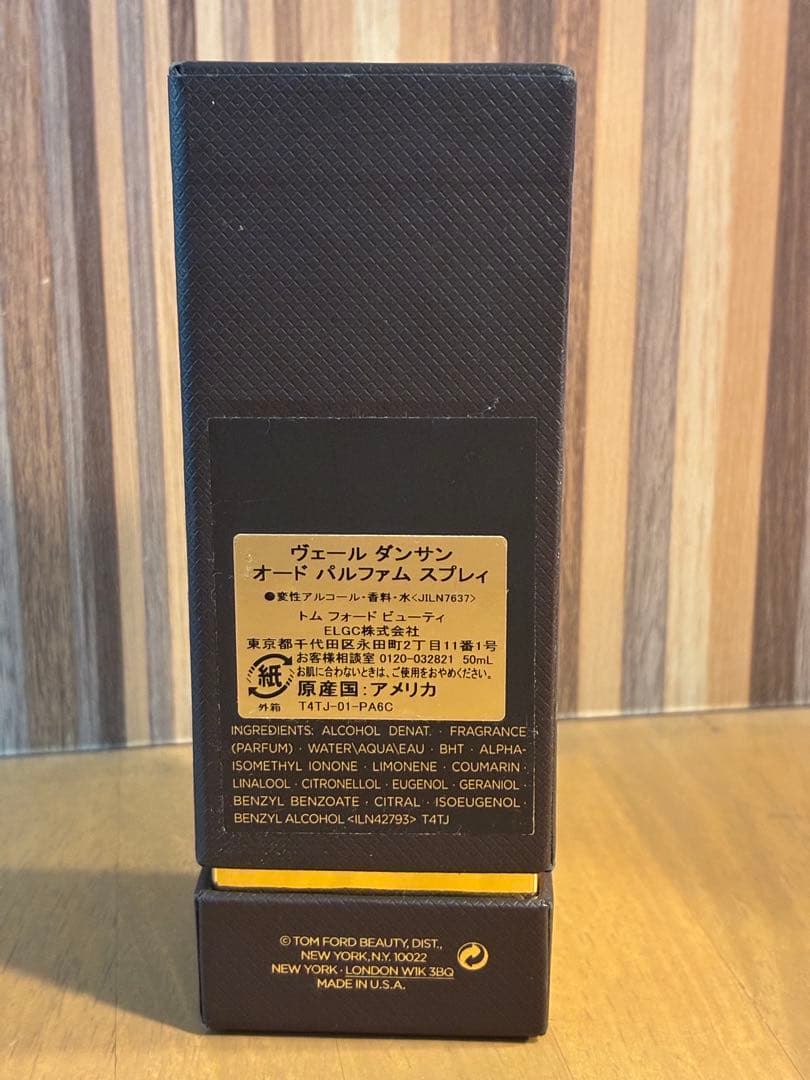 ヴェール ダンサン
オード パルファム スプレィ
●変性アルコール・香料・水<JILN7637>
トム フォード ビューティ
ELGC株式会社
東京都千代田区永田町2丁目11番1号
お客様相談室 0120-032821 50mL
お肌に合わないときは、ご使用をおやめください。
紙 原産国:アメリカ
外箱 T4TJ-01-PA6C
INGREDIENTS: ALCOHOL DENAT. · FRAGRANCE
(PARFUM) · WATER\AQUA\EAU · BHT · ALPHA-
ISOMETHYL IONONE · LIMONENE · COUMARIN ·
LINALOOL · CITRONELLOL · EUGENOL · GERANIOL ·
BENZYL BENZOATE · CITRAL · ISOEUGENOL ·
BENZYL ALCOHOL <ILN42793> T4TJ
© TOM FORD BEAUTY, DIST.,
NEW YORK, N.Y. 10022
NEW YORK · LONDON W1K 3BQ
MADE IN U.S.A.